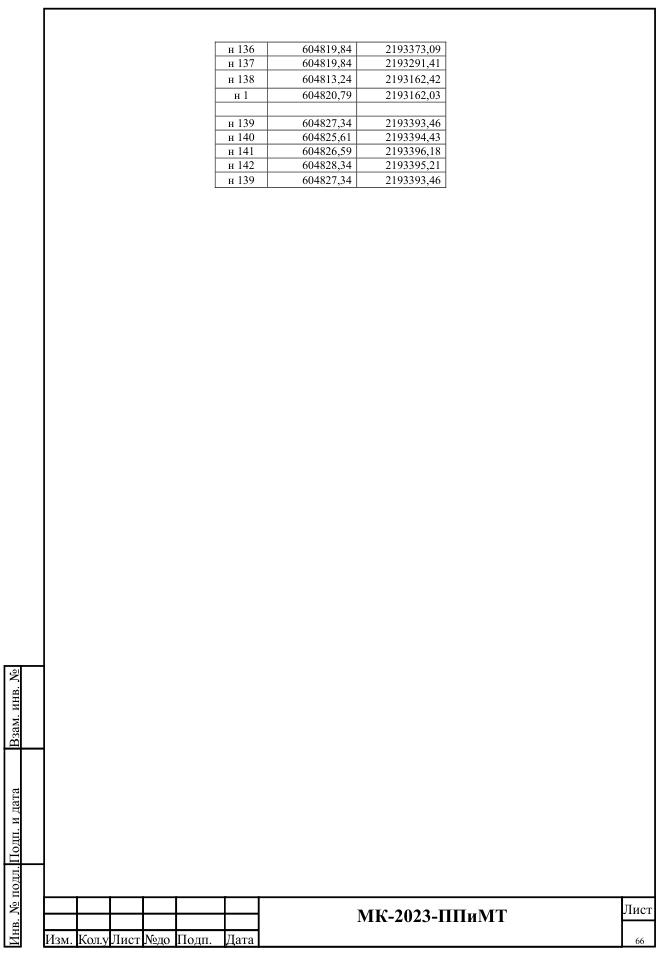 н 136 604819,84 2193373,09
н 137 604819,84 2193291,41
н 138 604813,24 2193162,42
н 1 604820,79 2193162,03
н 139 604827,34 2193393,46
н 140 604825,61 2193394,43
н 141 604826,59 2193396,18
н 142 604828,34 2193395,21
н 139 604827,34 2193393,46
Взам. инв. №
Подп. и дата
Инв. № подл.
МК-2023-ППиМТ
Лист
Изм. Кол.у Лист №до Подп. Дата
66